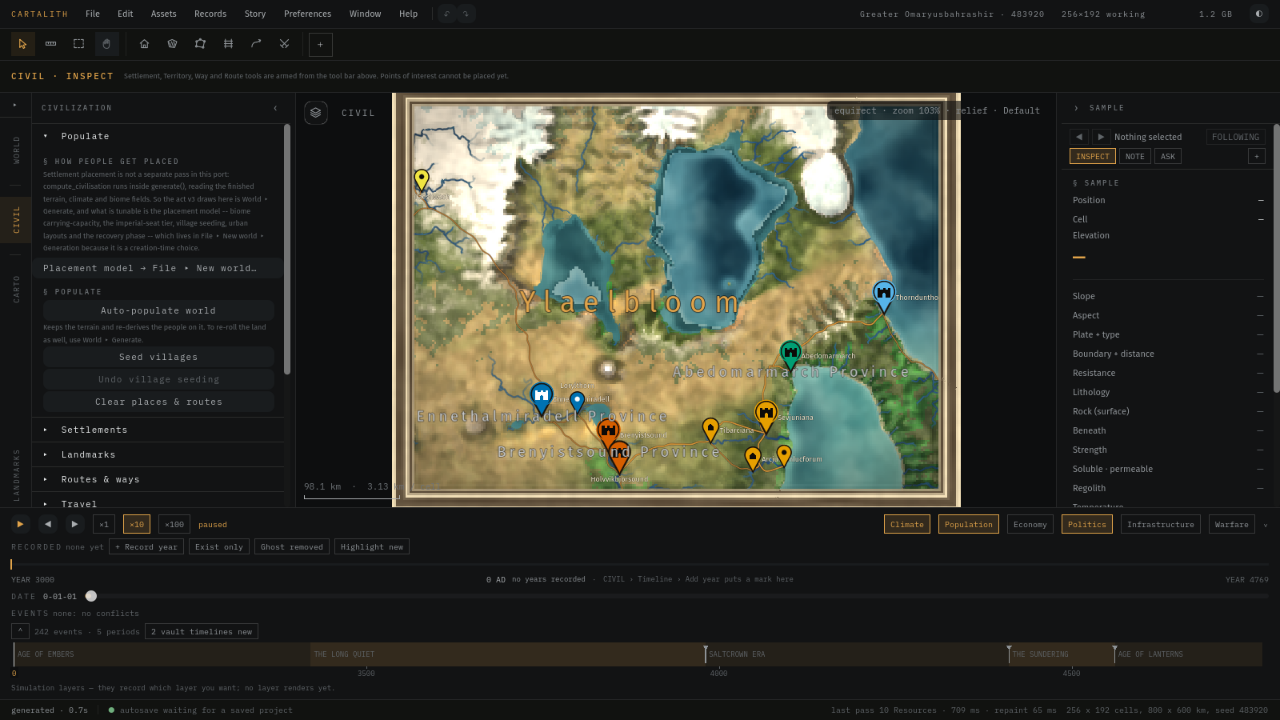 CARTALITH File Edit Assets Records Story Preferences Window Help
Greater Omaryusbahrashir · 483920 256×192 working 1.2 GB
CIVIL · INSPECT Settlement, Territory, Way and Route tools are armed from the tool bar above. Points of interest cannot be placed yet.
WORLD
CIVIL
CARTO
LANDMARKS
CIVILIZATION
Populate
§ HOW PEOPLE GET PLACED
Settlement placement is not a separate pass in this port:
compute_civilisation runs inside generate(), reading the finished
terrain, climate and biome fields. So the act v3 draws here is World •
Generate, and what is tunable is the placement model — biome
carrying-capacity, the imperial-seat tier, village seeding, urban
layouts and the recovery phase — which lives in File • New world •
Generation because it is a creation-time choice.
Placement model → File • New world…
§ POPULATE
Auto-populate world
Keeps the terrain and re-derives the people on it. To re-roll the land
as well, use World • Generate.
Seed villages
Undo village seeding
Clear places & routes
Settlements
Landmarks
Routes & ways
Travel
CIVIL
equirect · zoom 103% · relief · Default
Ylaelbloom
Thornduntho
Abedomarmarch
Abedomarmarch Province
Ennethalmiradell Province
Seviuniana
Tibarciana
Brenyistsound Province
98.1 km · 3.13
SAMPLE
Nothing selected FOLLOWING
INSPECT NOTE ASK +
§ SAMPLE
Position —
Cell —
Elevation
—
Slope —
Aspect —
Plate + type —
Boundary + distance —
Resistance —
Lithology —
Rock (surface) —
Beneath —
Strength —
Soluble · permeable —
Regolith —
Temperature
×1 ×10 ×100 paused
Climate Population Economy Politics Infrastructure Warfare
RECORDED none yet + Record year Exist only Ghost removed Highlight new
YEAR 3000 0 AD no years recorded · CIVIL › Timeline › Add year puts a mark here YEAR 4769
DATE 0-01-01
EVENTS none: no conflicts
^ 242 events · 5 periods 2 vault timelines new
AGE OF EMBERS THE LONG QUIET SALTCROWN ERA THE SUNDERING AGE OF LANTERNS
0 3500 4000 4500
Simulation layers — they record which layer you want; no layer renders yet.
generated · 0.7s autosave waiting for a saved project
last pass 10 Resources · 709 ms · repaint 65 ms 256 x 192 cells, 800 x 600 km, seed 483920